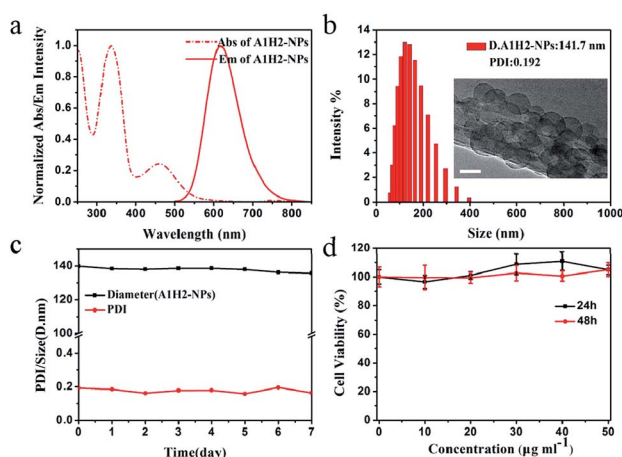 a
Normalized Abs/Em Intensity
1.0
0.8
0.6
0.4
0.2
0.0
300 400 500 600 700 800
Wavelength (nm)
Abs of A1H2-NPs
Em of A1H2-NPs
b
Intensity %
14
12
10
8
6
4
2
0
0 200 400 600 800 1000
Size (nm)
D.A1H2-NPs:141.7 nm
PDI:0.192
c
PDI/Size(D.nm)
160
140
120
100
0.4
0.2
0.0
0 1 2 3 4 5 6 7
Time(day)
Diameter(A1H2-NPs)
PDI
d
Cell Viability (%)
120
100
80
60
40
20
0
0 10 20 30 40 50
Concentration (µg ml⁻¹)
24h
48h